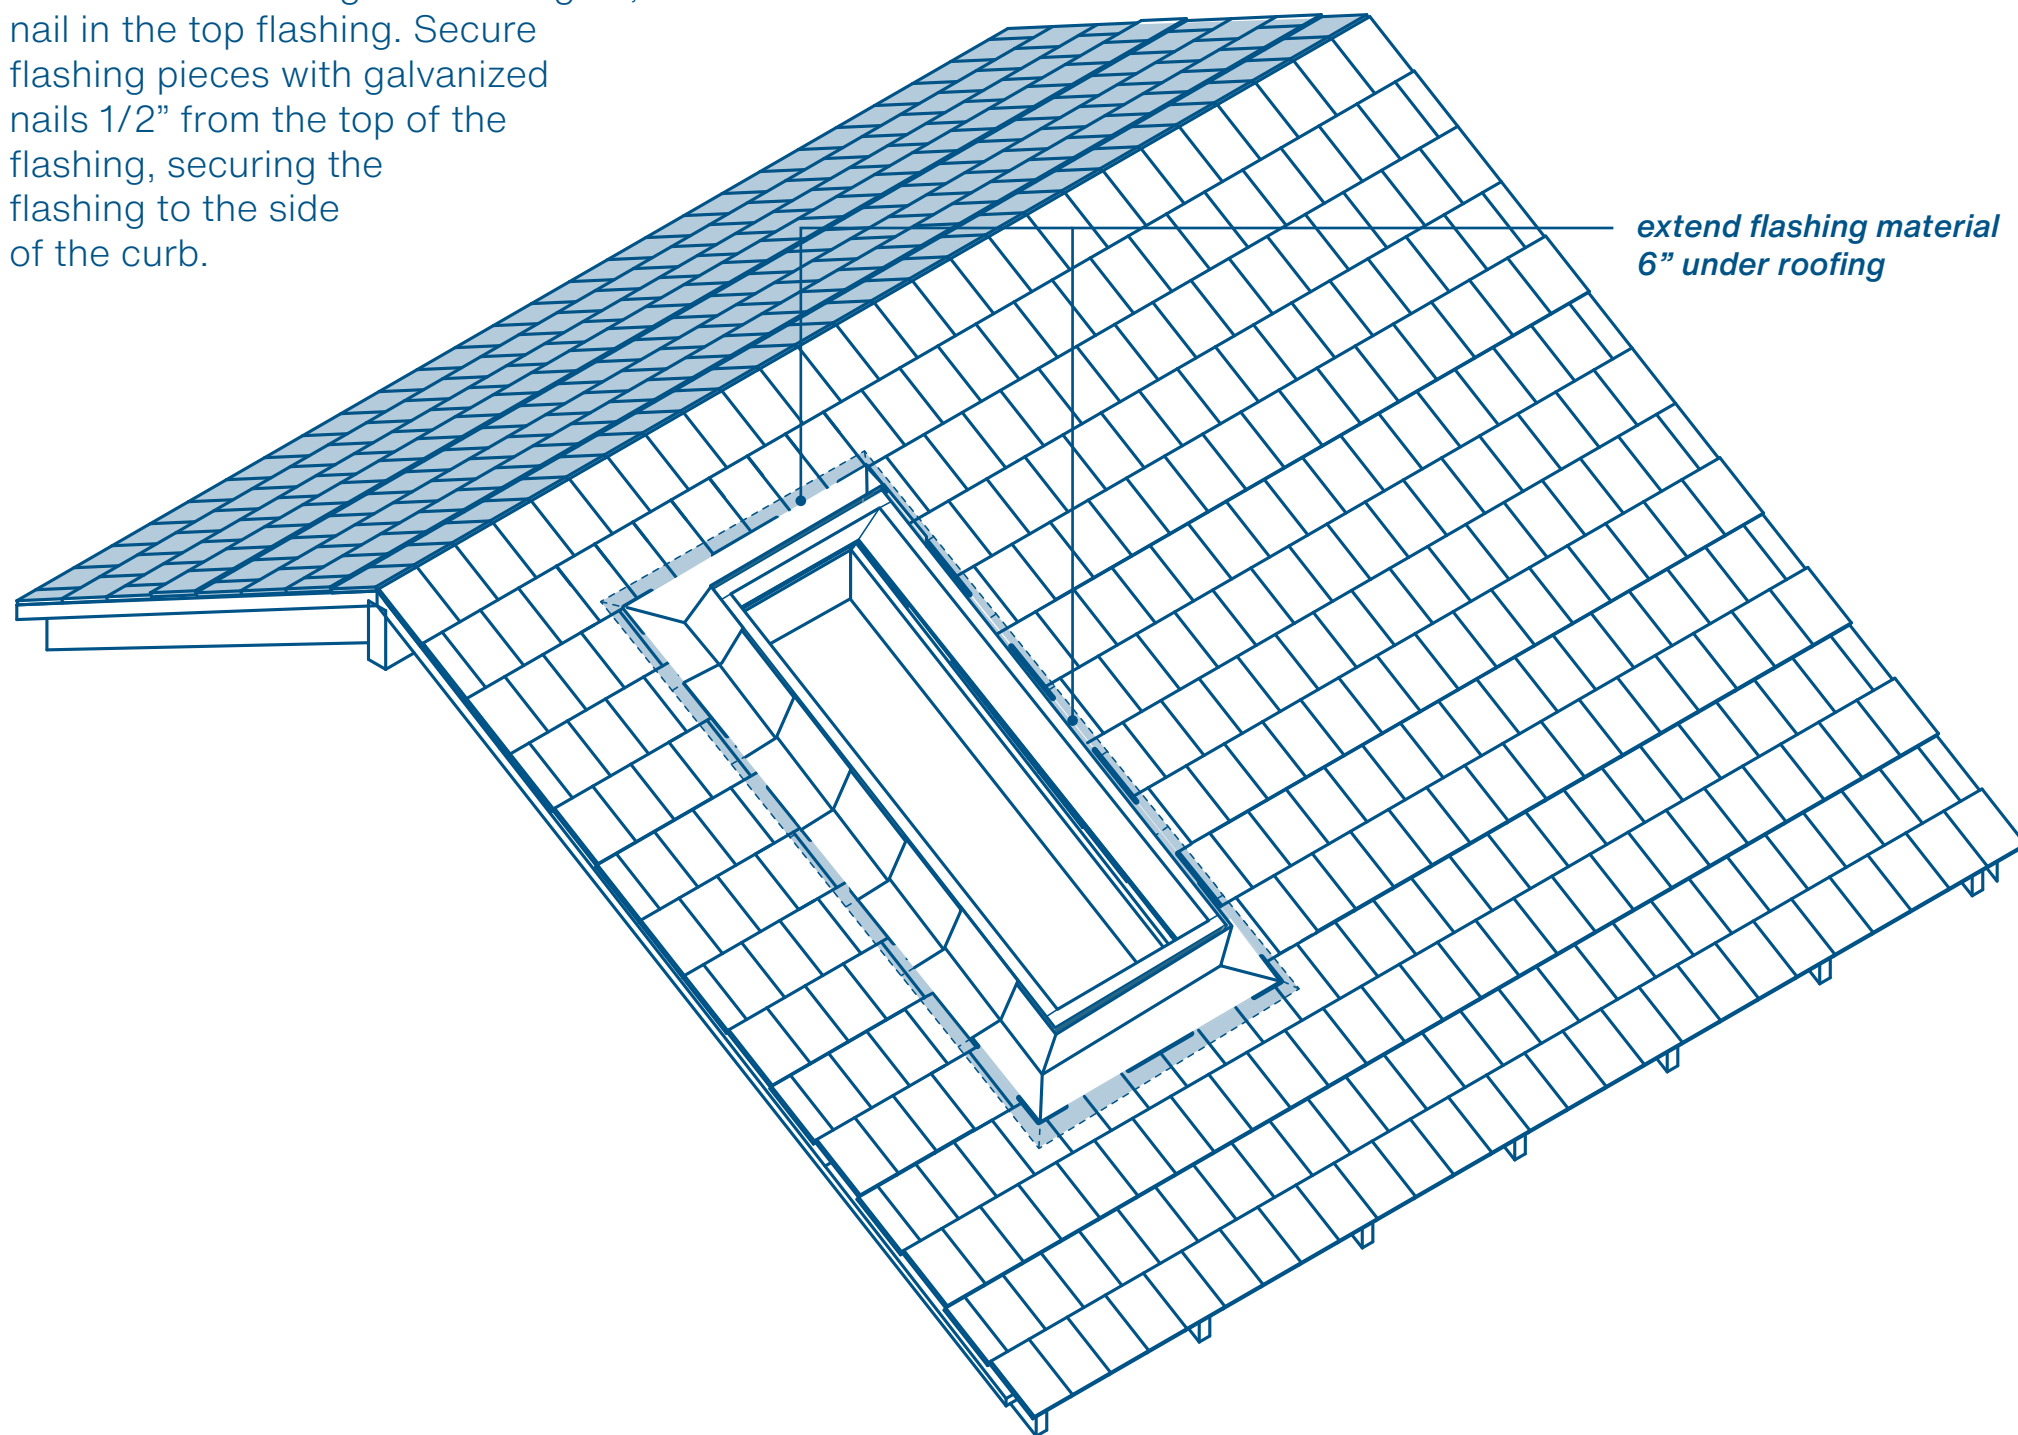 nail in the top flashing. Secure
flashing pieces with galvanized
nails 1/2” from the top of the
flashing, securing the
flashing to the side
of the curb.
extend flashing material
6” under roofing